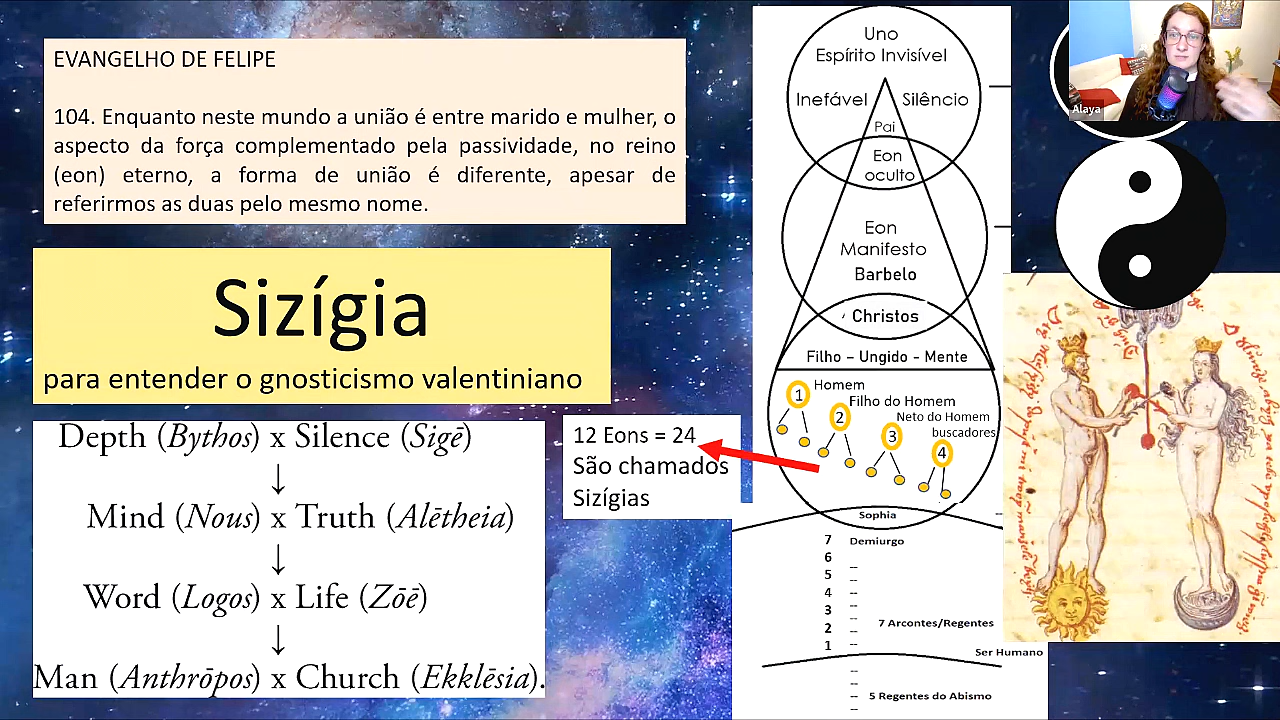 EVANGELHO DE FELIPE
104. Enquanto neste mundo a união é entre marido e mulher, o
aspecto da força complementado pela passividade, no reino
(eon) eterno, a forma de união é diferente, apesar de
referirmos as duas pelo mesmo nome.
Sizígia
para entender o gnosticismo valentiniano
Depth (Bythos) x Silence (Sigē)
↓
Mind (Nous) x Truth (Alētheia)
↓
Word (Logos) x Life (Zōē)
↓
Man (Anthrōpos) x Church (Ekklēsia).
12 Eons = 24
São chamados
Sizígias
Uno
Espírito Invisível
Inefável
Silêncio
Pai
Eon
oculto
Eon
Manifesto
Barbelo
Christos
Filho – Ungido - Mente
1 Homem
2 Filho do Homem
3 Neto do Homem
4 buscadores
Sophia
7 Demiurgo
6 --
5 --
4 --
3 --
2 -- 7 Arcontes/Regentes
1 --
Ser Humano
--
--
-- 5 Regentes do Abismo
--
Alaya